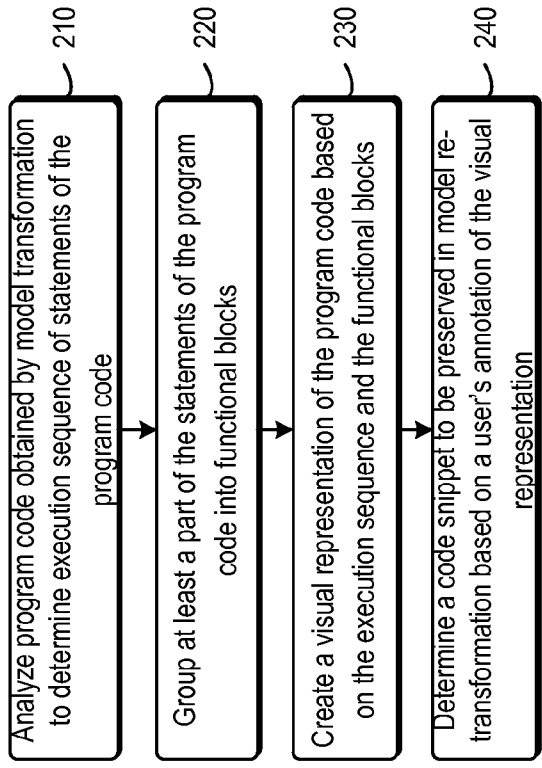 210
Analyze program code obtained by model transformation
to determine execution sequence of statements of the
program code
220
Group at least a part of the statements of the program
code into functional blocks
230
Create a visual representation of the program code based
on the execution sequence and the functional blocks
240
Determine a code snippet to be preserved in model re-
transformation based on a user's annotation of the visual
representation